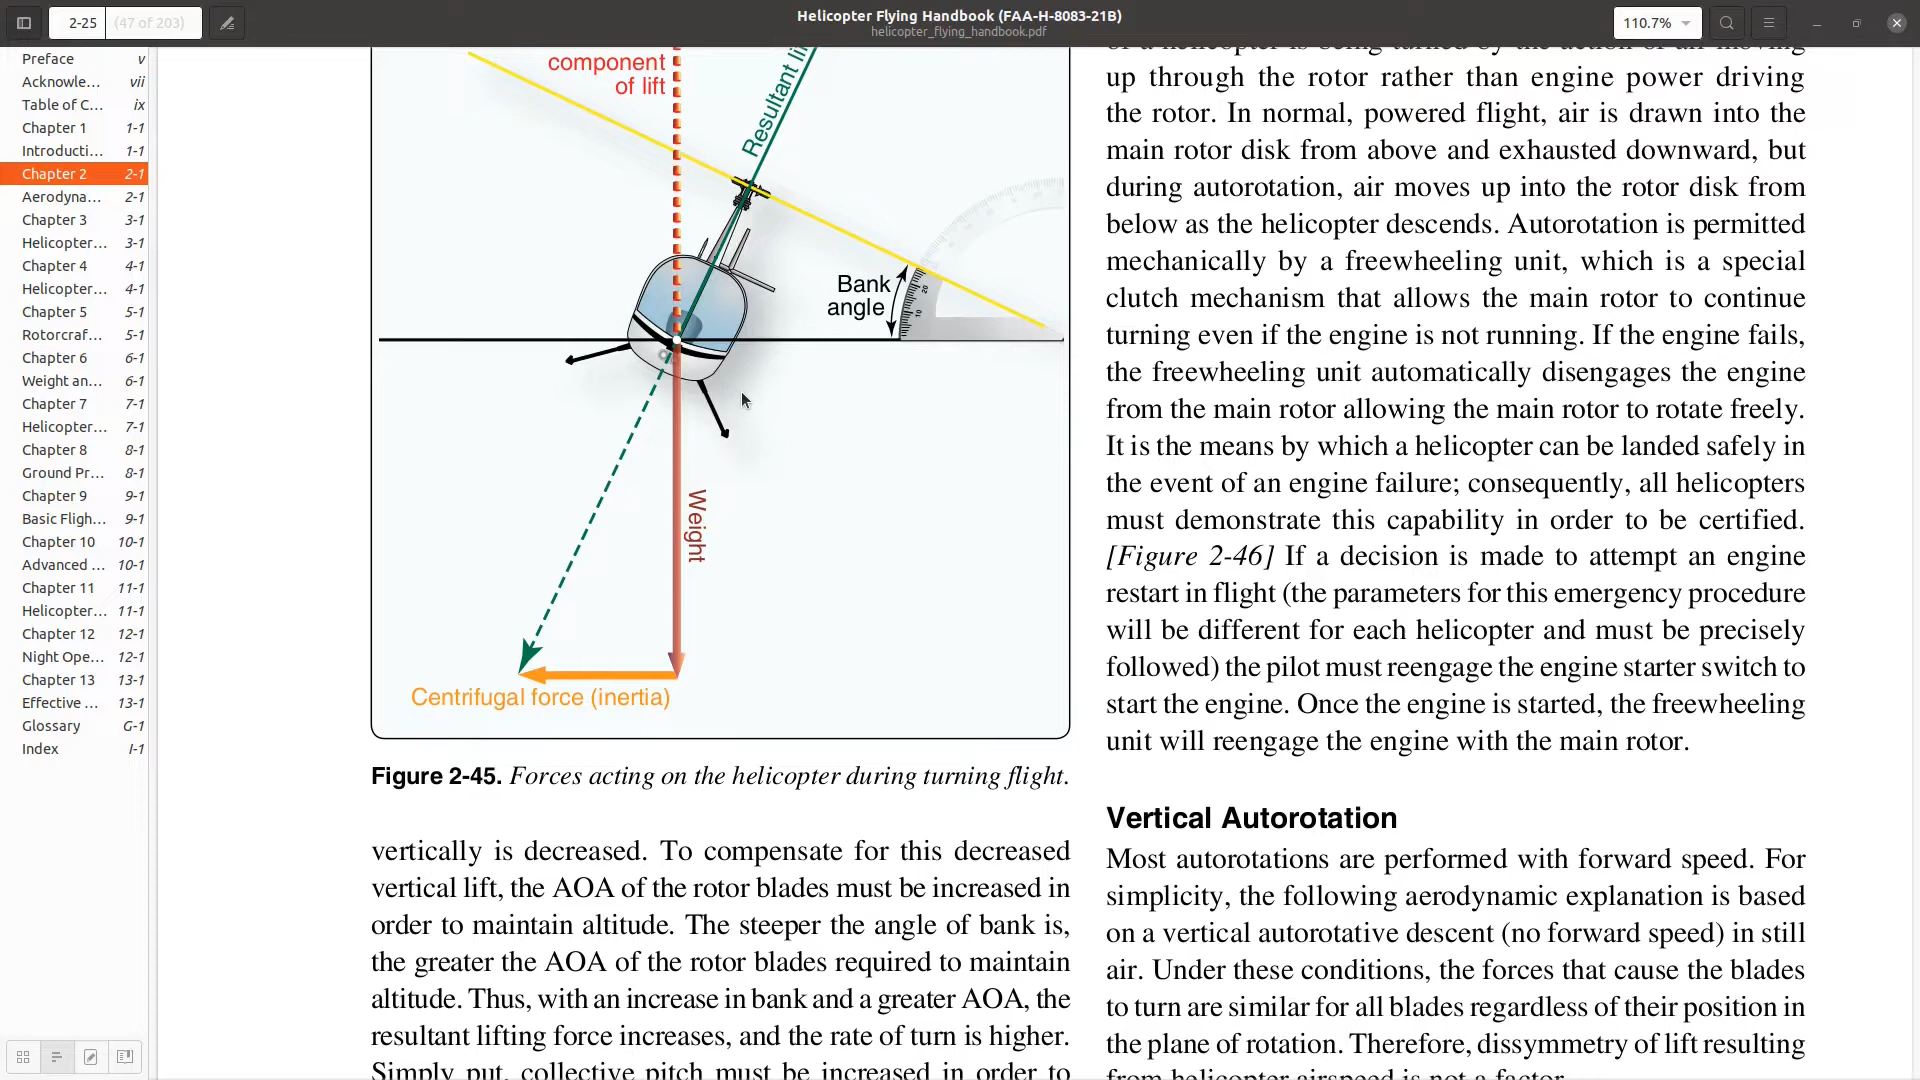 2-25
(47 of 203)
Helicopter Flying Handbook (FAA-H-8083-21B)
helicopter_flying_handbook.pdf
110.7%
Preface v
Acknowle... vii
Table of C... ix
Chapter 1 1-1
Introducti... 1-1
Chapter 2 2-1
Aerodyna... 2-1
Chapter 3 3-1
Helicopter... 3-1
Chapter 4 4-1
Helicopter... 4-1
Chapter 5 5-1
Rotorcraf... 5-1
Chapter 6 6-1
Weight an... 6-1
Chapter 7 7-1
Helicopter... 7-1
Chapter 8 8-1
Ground Pr... 8-1
Chapter 9 9-1
Basic Fligh... 9-1
Chapter 10 10-1
Advanced ... 10-1
Chapter 11 11-1
Helicopter... 11-1
Chapter 12 12-1
Night Ope... 12-1
Chapter 13 13-1
Effective ... 13-1
Glossary G-1
Index I-1
component
of lift
Resultant
Bank
angle
20
10
Weight
Centrifugal force (inertia)
Figure 2-45. Forces acting on the helicopter during turning flight.
vertically is decreased. To compensate for this decreased
vertical lift, the AOA of the rotor blades must be increased in
order to maintain altitude. The steeper the angle of bank is,
the greater the AOA of the rotor blades required to maintain
altitude. Thus, with an increase in bank and a greater AOA, the
resultant lifting force increases, and the rate of turn is higher.
Simply put, collective pitch must be increased in order to
of a helicopter is being turned by the action of air moving
up through the rotor rather than engine power driving
the rotor. In normal, powered flight, air is drawn into the
main rotor disk from above and exhausted downward, but
during autorotation, air moves up into the rotor disk from
below as the helicopter descends. Autorotation is permitted
mechanically by a freewheeling unit, which is a special
clutch mechanism that allows the main rotor to continue
turning even if the engine is not running. If the engine fails,
the freewheeling unit automatically disengages the engine
from the main rotor allowing the main rotor to rotate freely.
It is the means by which a helicopter can be landed safely in
the event of an engine failure; consequently, all helicopters
must demonstrate this capability in order to be certified.
[Figure 2-46] If a decision is made to attempt an engine
restart in flight (the parameters for this emergency procedure
will be different for each helicopter and must be precisely
followed) the pilot must reengage the engine starter switch to
start the engine. Once the engine is started, the freewheeling
unit will reengage the engine with the main rotor.
Vertical Autorotation
Most autorotations are performed with forward speed. For
simplicity, the following aerodynamic explanation is based
on a vertical autorotative descent (no forward speed) in still
air. Under these conditions, the forces that cause the blades
to turn are similar for all blades regardless of their position in
the plane of rotation. Therefore, dissymmetry of lift resulting
from helicopter airspeed is not a factor.